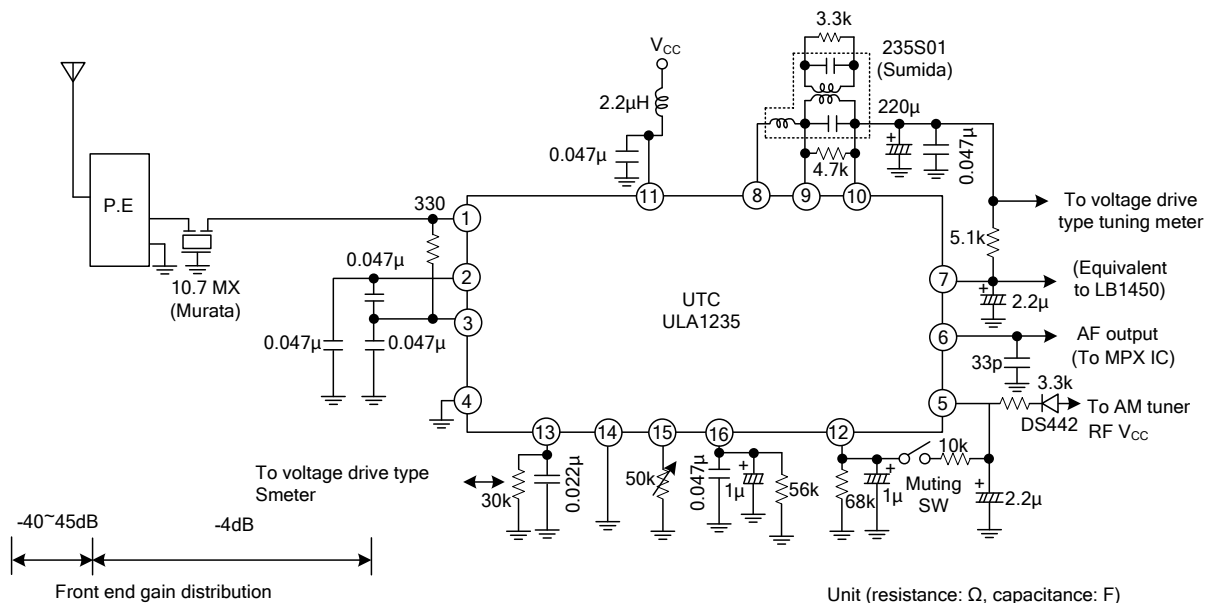 3.3k
V_CC
235S01
(Sumida)
2.2µH
220µ
+
0.047µ
0.047µ
4.7k
P.E
330
11
8
9
10
1
To voltage drive
type tuning meter
5.1k
10.7 MX
(Murata)
0.047µ
2
UTC
ULA1235
7
+
2.2µ
(Equivalent
to LB1450)
3
0.047µ
0.047µ
6
AF output
(To MPX IC)
33p
4
5
3.3k
DS442
To AM tuner
RF V_CC
13
14
15
16
12
To voltage drive type
Smeter
30k
0.022µ
50k
0.047µ
+
1µ
56k
68k
+
1µ
10k
Muting
SW
+
2.2µ
-40~45dB
-4dB
Front end gain distribution
Unit (resistance: Ω, capacitance: F)